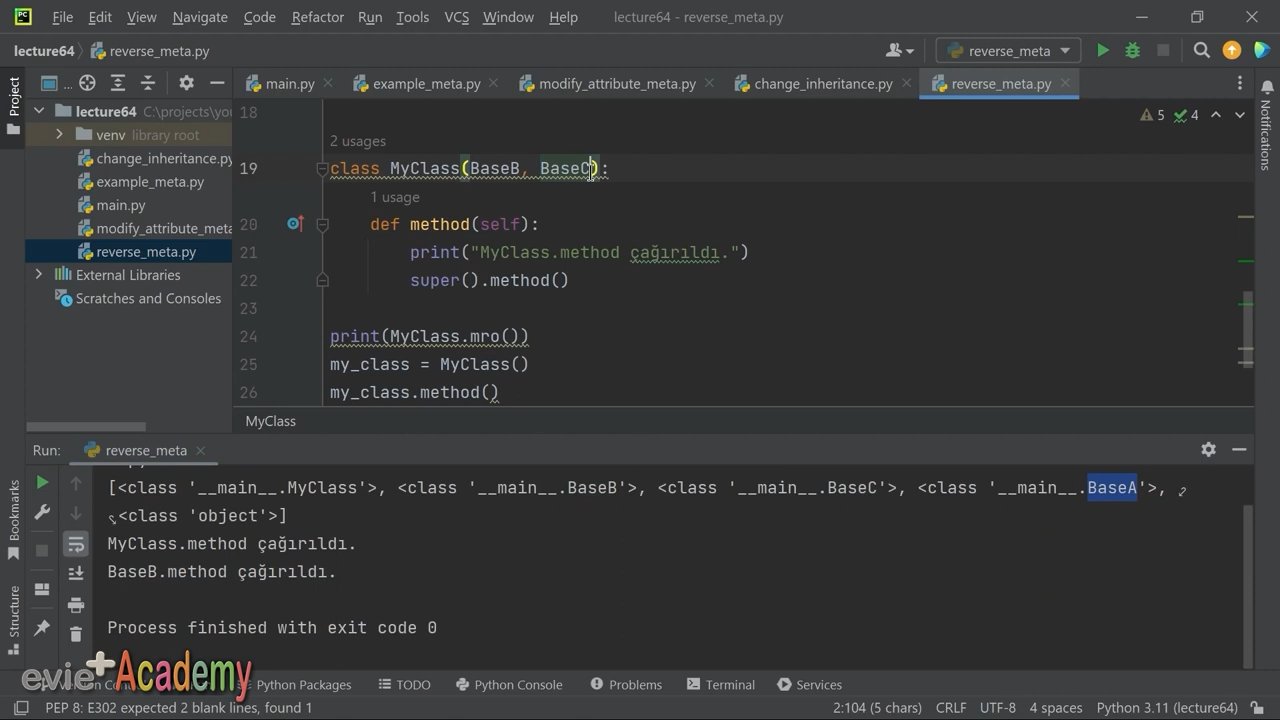 File Edit View Navigate Code Refactor Run Tools VCS Window Help lecture64 - reverse_meta.py
lecture64 reverse_meta.py reverse_meta
Project
... main.py example_meta.py modify_attribute_meta.py change_inheritance.py reverse_meta.py
Notifications
lecture64 C:\projects\you
venv library root
change_inheritance.py
example_meta.py
main.py
modify_attribute_meta
reverse_meta.py
External Libraries
Scratches and Consoles
18
5 4
2 usages
19 class MyClass(BaseB, BaseC):
1 usage
20 def method(self):
21 print("MyClass.method çağırıldı.")
22 super().method()
23
24 print(MyClass.mro())
25 my_class = MyClass()
26 my_class.method()
MyClass
Run: reverse_meta
[<class '__main__.MyClass'>, <class '__main__.BaseB'>, <class '__main__.BaseC'>, <class '__main__.BaseA'>,
<class 'object'>]
MyClass.method çağırıldı.
BaseB.method çağırıldı.
Process finished with exit code 0
Bookmarks
Structure
evie+Academy
Python Packages TODO Python Console Problems Terminal Services
PEP 8: E302 expected 2 blank lines, found 1 2:104 (5 chars) CRLF UTF-8 4 spaces Python 3.11 (lecture64)